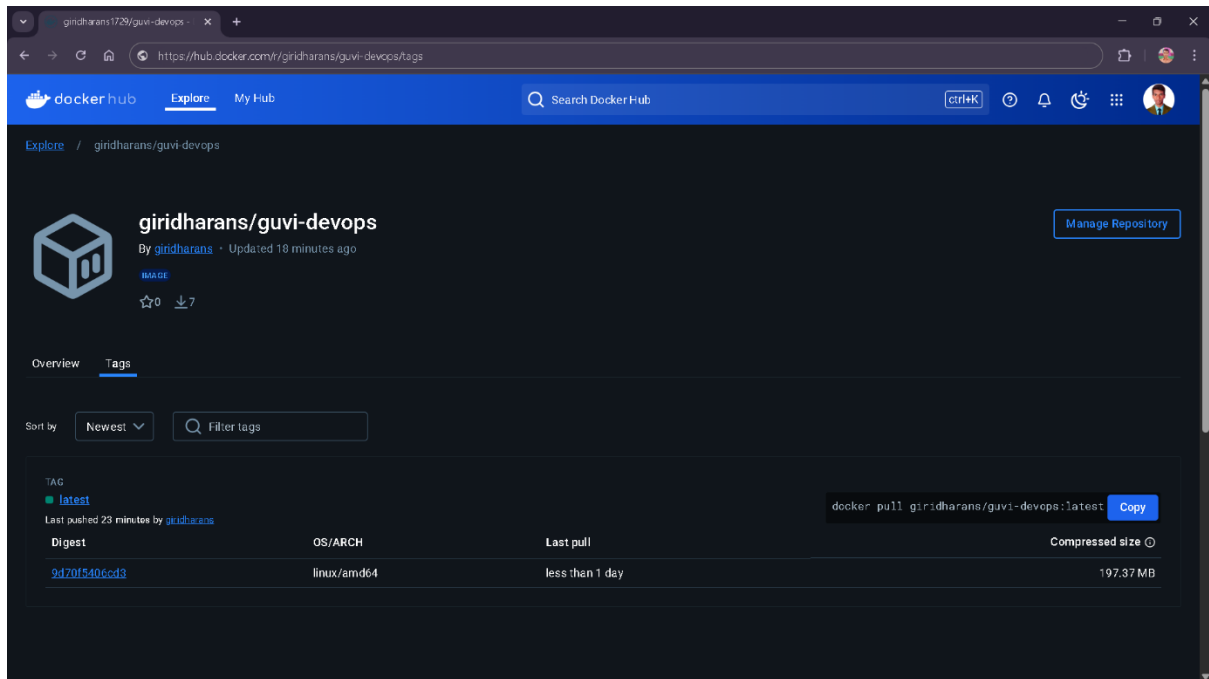 giridharans1729/guvi-devops -
https://hub.docker.com/r/giridharans/guvi-devops/tags
dockerhub Explore My Hub Search Docker Hub ctrl+K
Explore / giridharans/guvi-devops
giridharans/guvi-devops
Manage Repository
By giridharans · Updated 18 minutes ago
IMAGE
0 7
Overview Tags
Sort by Newest Filter tags
TAG
latest
docker pull giridharans/guvi-devops:latest Copy
Last pushed 23 minutes by giridharans
Digest OS/ARCH Last pull Compressed size
9d70f5406cd3 linux/amd64 less than 1 day 197.37 MB